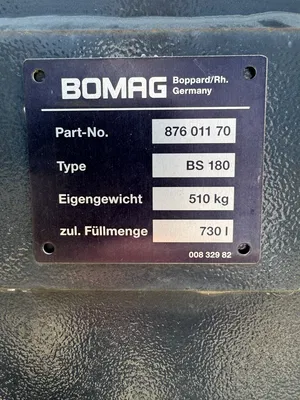 BOMAG Boppard/Rh. Germany
Part-No. 876 011 70
Type BS 180
Eigengewicht 510 kg
zul. Füllmenge 730 l
008 329 82